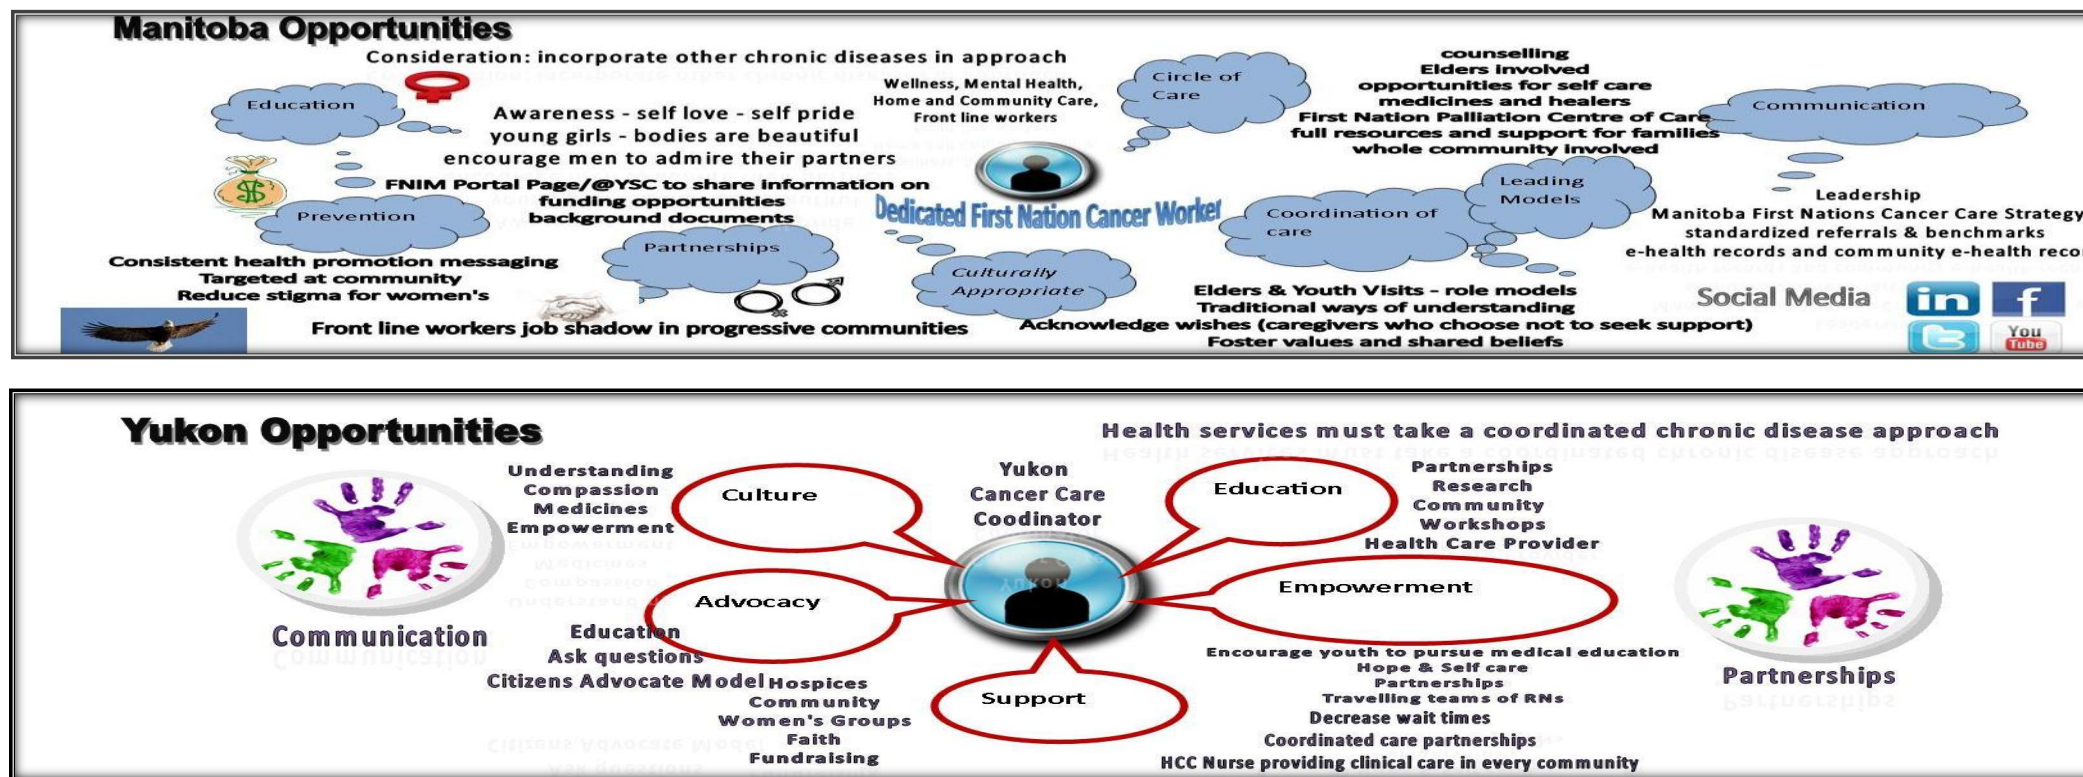 Manitoba Opportunities
Consideration: incorporate other chronic diseases in approach
Education
Awareness - self love - self pride
young girls - bodies are beautiful
encourage men to admire their partners
Wellness, Mental Health,
Home and Community Care,
Front line workers
Circle of
Care
counselling
Elders involved
opportunities for self care
medicines and healers
First Nation Palliation Centre of Care
full resources and support for families
whole community involved
Communication
FNIM Portal Page/@YSC to share information on
funding opportunities
background documents
Prevention
Partnerships
Dedicated First Nation Cancer Worker
Coordination of
care
Leading
Models
Leadership
Manitoba First Nations Cancer Care Strategy
standardized referrals & benchmarks
e-health records and community e-health reco
Consistent health promotion messaging
Targeted at community
Reduce stigma for women's
Culturally
Appropriate
Elders & Youth Visits - role models
Traditional ways of understanding
Acknowledge wishes (caregivers who choose not to seek support)
Foster values and shared beliefs
Front line workers job shadow in progressive communities
Social Media
in
f
You
Tube
Yukon Opportunities
Health services must take a coordinated chronic disease approach
Understanding
Compassion
Medicines
Empowerment
Culture
Yukon
Cancer Care
Coodinator
Education
Partnerships
Research
Community
Workshops
Health Care Provider
Communication
Advocacy
Education
Ask questions
Citizens Advocate Model
Empowerment
Encourage youth to pursue medical education
Hope & Self care
Partnerships
Travelling teams of RNs
Decrease wait times
Coordinated care partnerships
HCC Nurse providing clinical care in every community
Partnerships
Support
Hospices
Community
Women's Groups
Faith
Fundraising